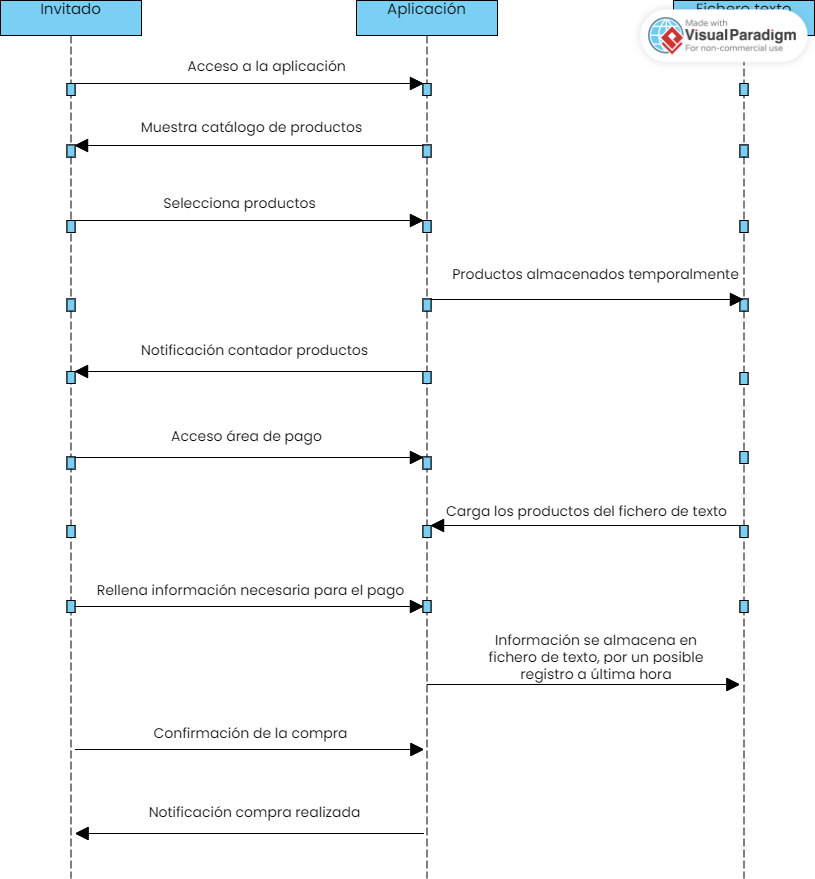 Invitado
Aplicación
Fichero texto
Made with
Visual Paradigm
For non-commercial use
Acceso a la aplicación
Muestra catálogo de productos
Selecciona productos
Productos almacenados temporalmente
Notificación contador productos
Acceso área de pago
Carga los productos del fichero de texto
Rellena información necesaria para el pago
Información se almacena en
fichero de texto, por un posible
registro a última hora
Confirmación de la compra
Notificación compra realizada